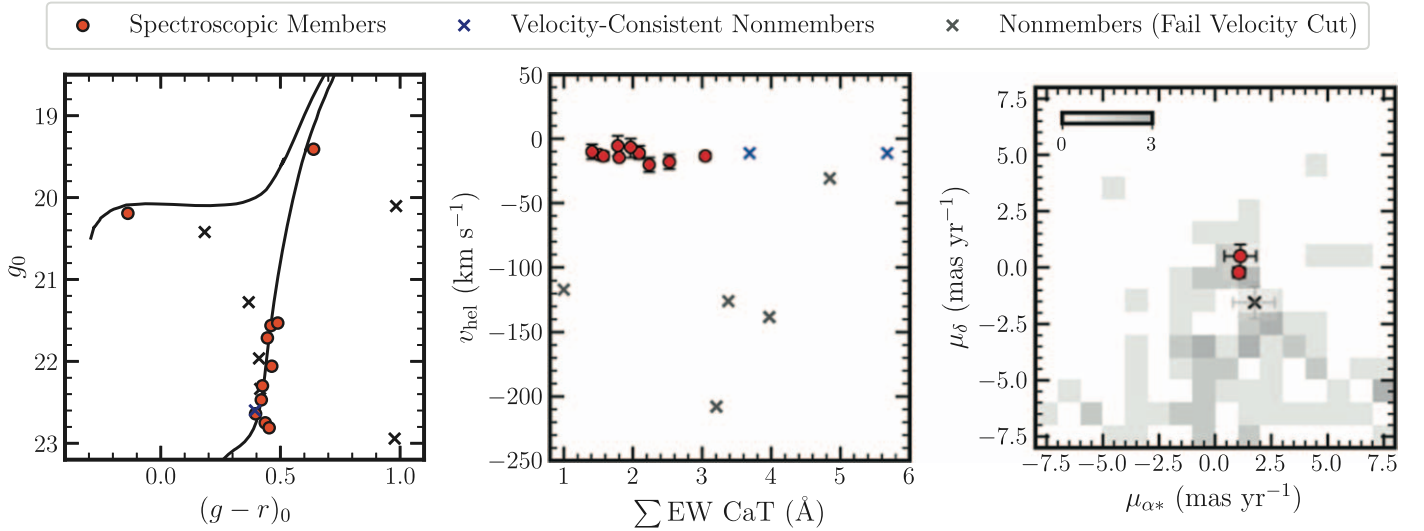 Spectroscopic Members
Velocity-Consistent Nonmembers
Nonmembers (Fail Velocity Cut)
19
20
21
22
23
g₀
0.0 0.5 1.0
(g − r)₀
50
0
−50
−100
−150
−200
−250
v_hel (km s⁻¹)
1 2 3 4 5 6
∑ EW CaT (Å)
7.5
5.0
2.5
0.0
−2.5
−5.0
−7.5
μ_δ (mas yr⁻¹)
0 3
−7.5 −5.0 −2.5 0.0 2.5 5.0 7.5
μ_α* (mas yr⁻¹)